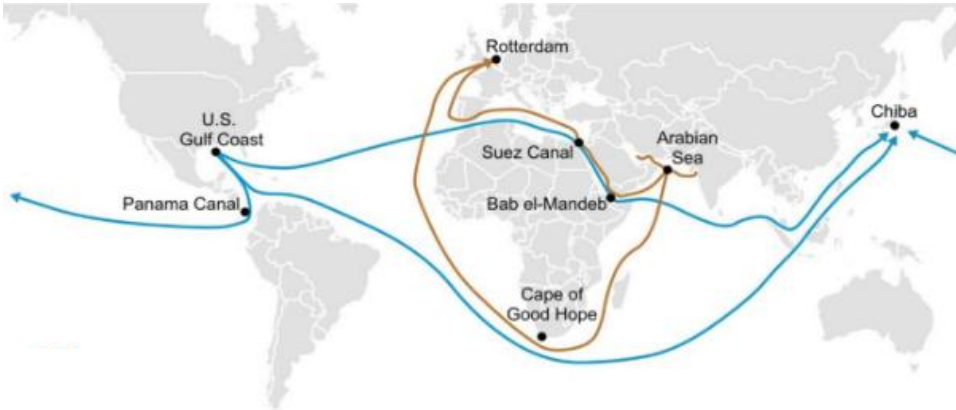 Rotterdam
U.S.
Gulf Coast
Chiba
Suez Canal
Arabian
Sea
Panama Canal
Bab el-Mandeb
Cape of
Good Hope